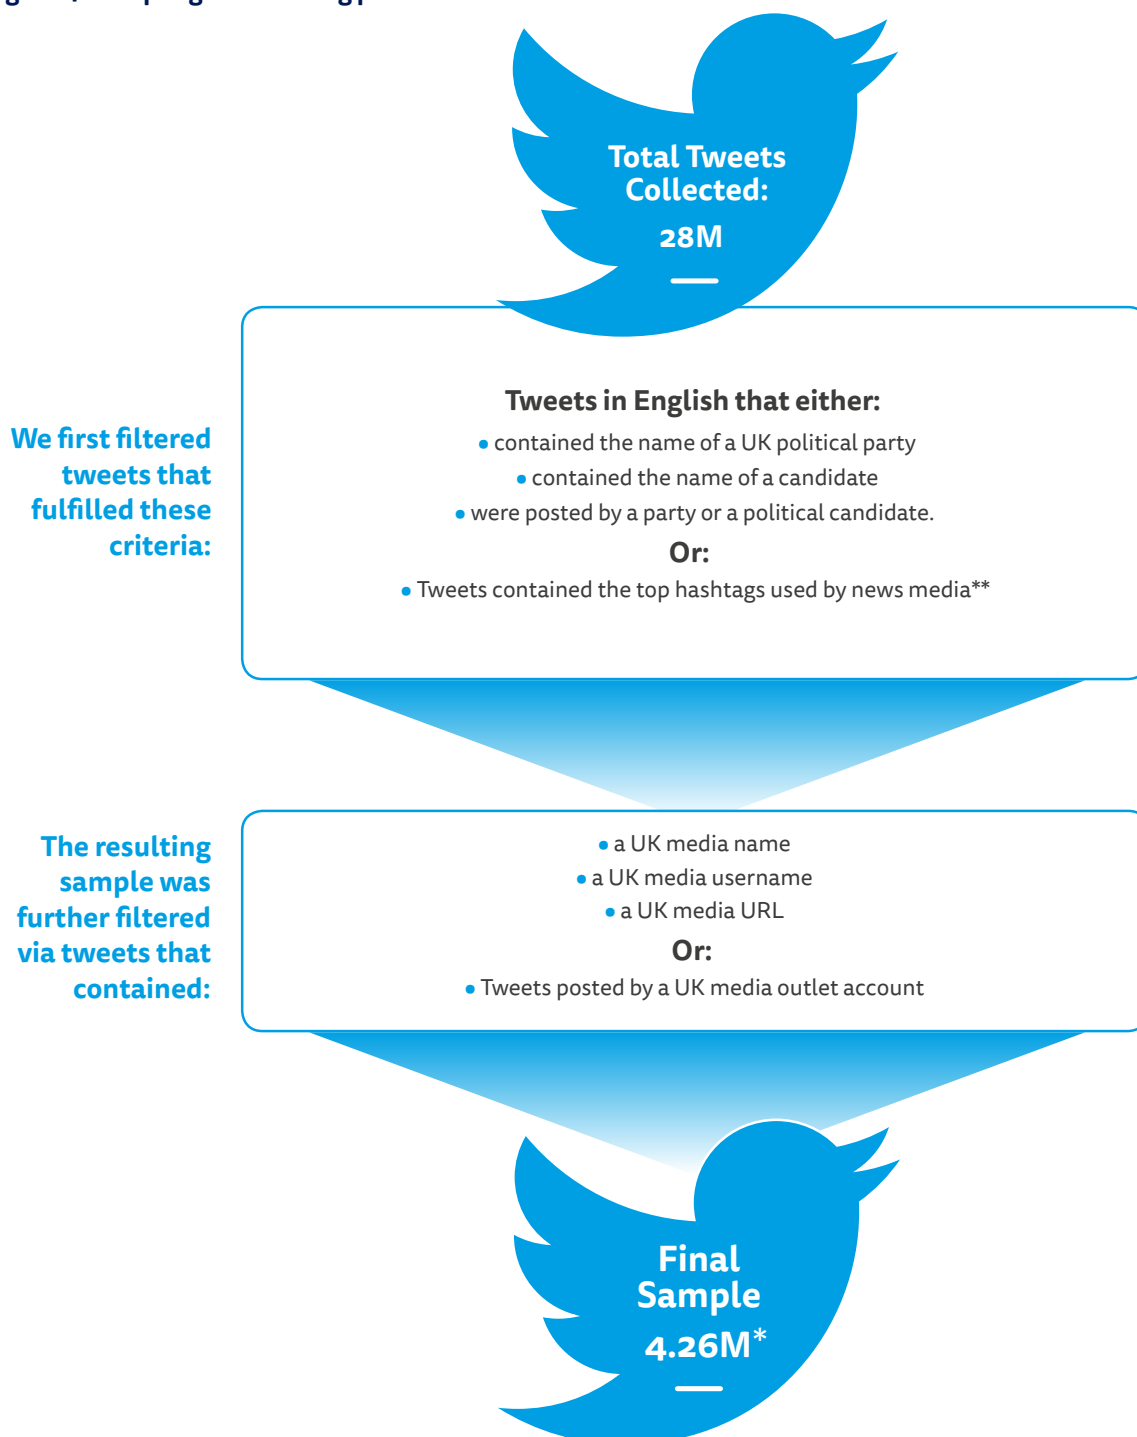 Total Tweets
Collected:
28M
We first filtered
tweets that
fulfilled these
criteria:
Tweets in English that either:
• contained the name of a UK political party
• contained the name of a candidate
• were posted by a party or a political candidate.
Or:
• Tweets contained the top hashtags used by news media**
The resulting
sample was
further filtered
via tweets that
contained:
• a UK media name
• a UK media username
• a UK media URL
Or:
• Tweets posted by a UK media outlet account
Final
Sample
4.26M*